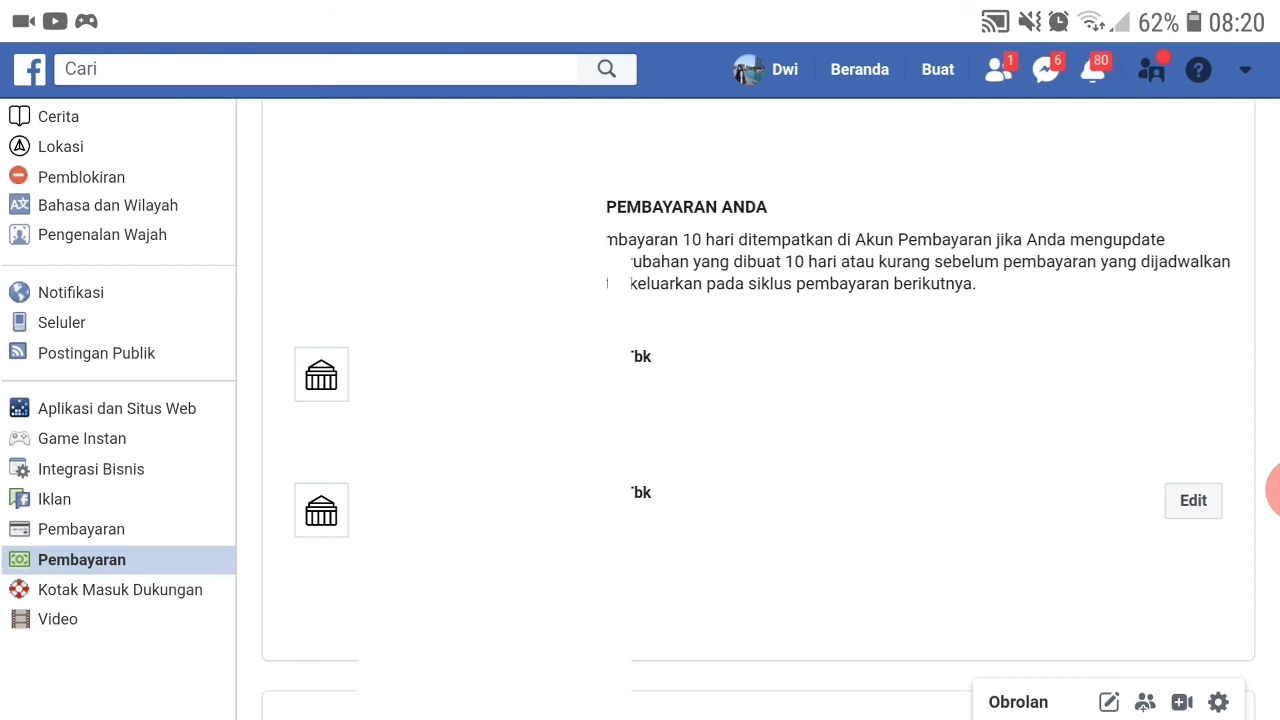 62% 08:20
Cari
Dwi Beranda Buat 1 6 80
Cerita
Lokasi
Pemblokiran
Bahasa dan Wilayah
Pengenalan Wajah
Notifikasi
Seluler
Postingan Publik
Aplikasi dan Situs Web
Game Instan
Integrasi Bisnis
Iklan
Pembayaran
Pembayaran
Kotak Masuk Dukungan
Video
PEMBAYARAN ANDA
10 hari ditempatkan di Akun Pembayaran jika Anda mengupdate
yang dibuat 10 hari atau kurang sebelum pembayaran yang dijadwalkan
keluarkan pada siklus pembayaran berikutnya.
bk
bk
Edit
Obrolan